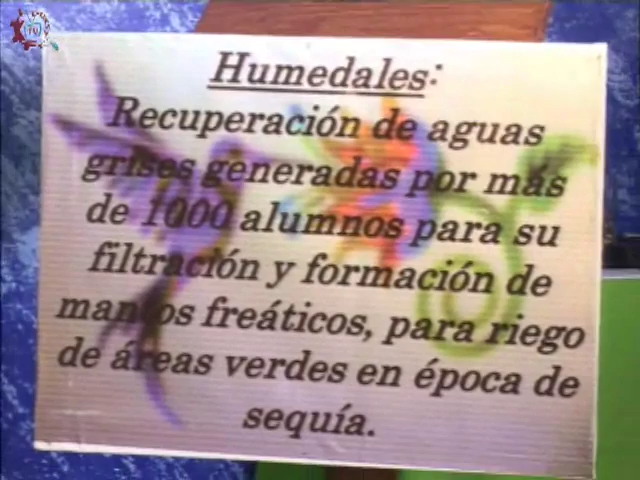 Humedales:
Recuperación de aguas
grises generadas por más
de 1000 alumnos para su
filtración y formación de
mantos freáticos, para riego
de áreas verdes en época de
sequía.